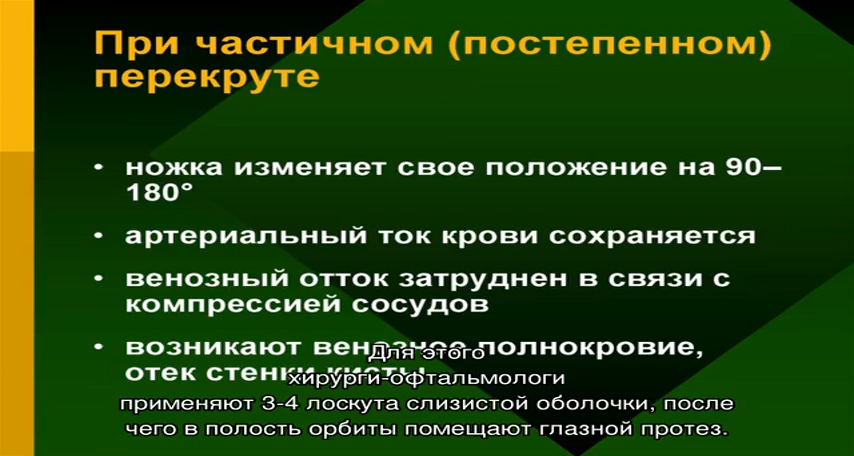 При частичном (постепенном)
перекруте
• ножка изменяет свое положение на 90–
180°
• артериальный ток крови сохраняется
• венозный отток затруднен в связи с
компрессией сосудов
• возникают венозное полнокровие,
отек стенки кисты
Для этого
хирурги-офтальмологи
применяют 3-4 лоскута слизистой оболочки, после
чего в полость орбиты помещают глазной протез.